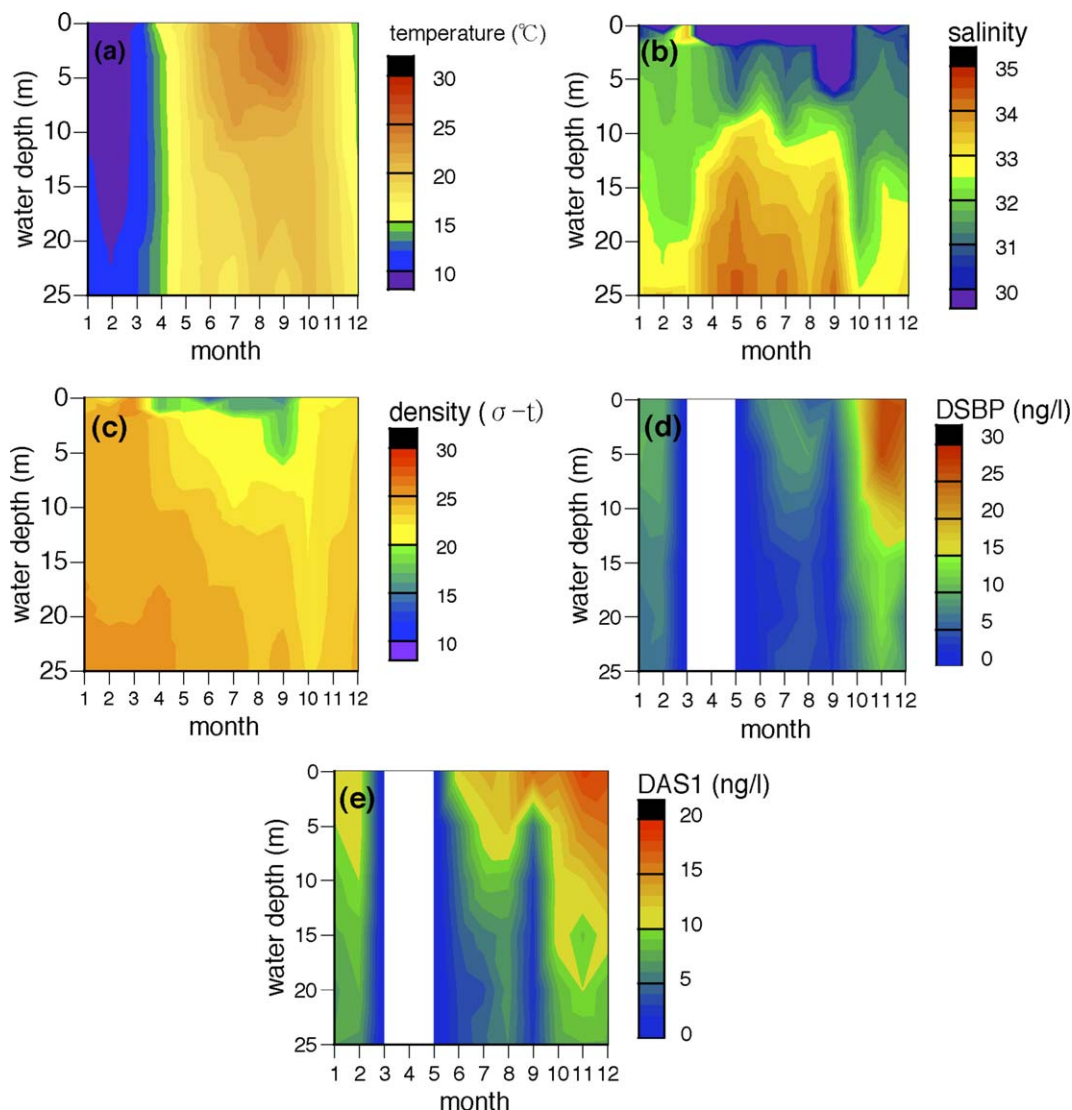 (a)
temperature (℃)
0
5
10
15
20
25
water depth (m)
1 2 3 4 5 6 7 8 9 10 11 12
month
30
20
15
10
(b)
salinity
0
5
10
15
20
25
water depth (m)
1 2 3 4 5 6 7 8 9 10 11 12
month
35
34
33
32
31
30
(c)
density (σ-t)
0
5
10
15
20
25
water depth (m)
1 2 3 4 5 6 7 8 9 10 11 12
month
30
25
20
15
10
(d)
DSBP (ng/l)
0
5
10
15
20
25
water depth (m)
1 2 3 4 5 6 7 8 9 10 11 12
month
30
25
20
15
10
5
0
(e)
DAS1 (ng/l)
0
5
10
15
20
25
water depth (m)
1 2 3 4 5 6 7 8 9 10 11 12
month
20
15
10
5
0